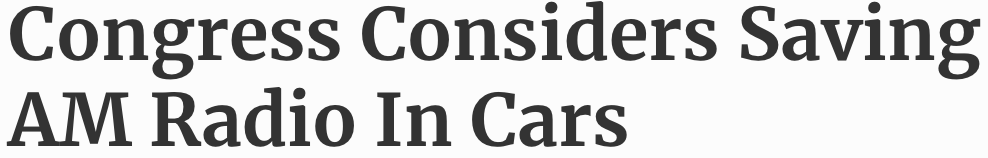 Congress Considers Saving
AM Radio In Cars